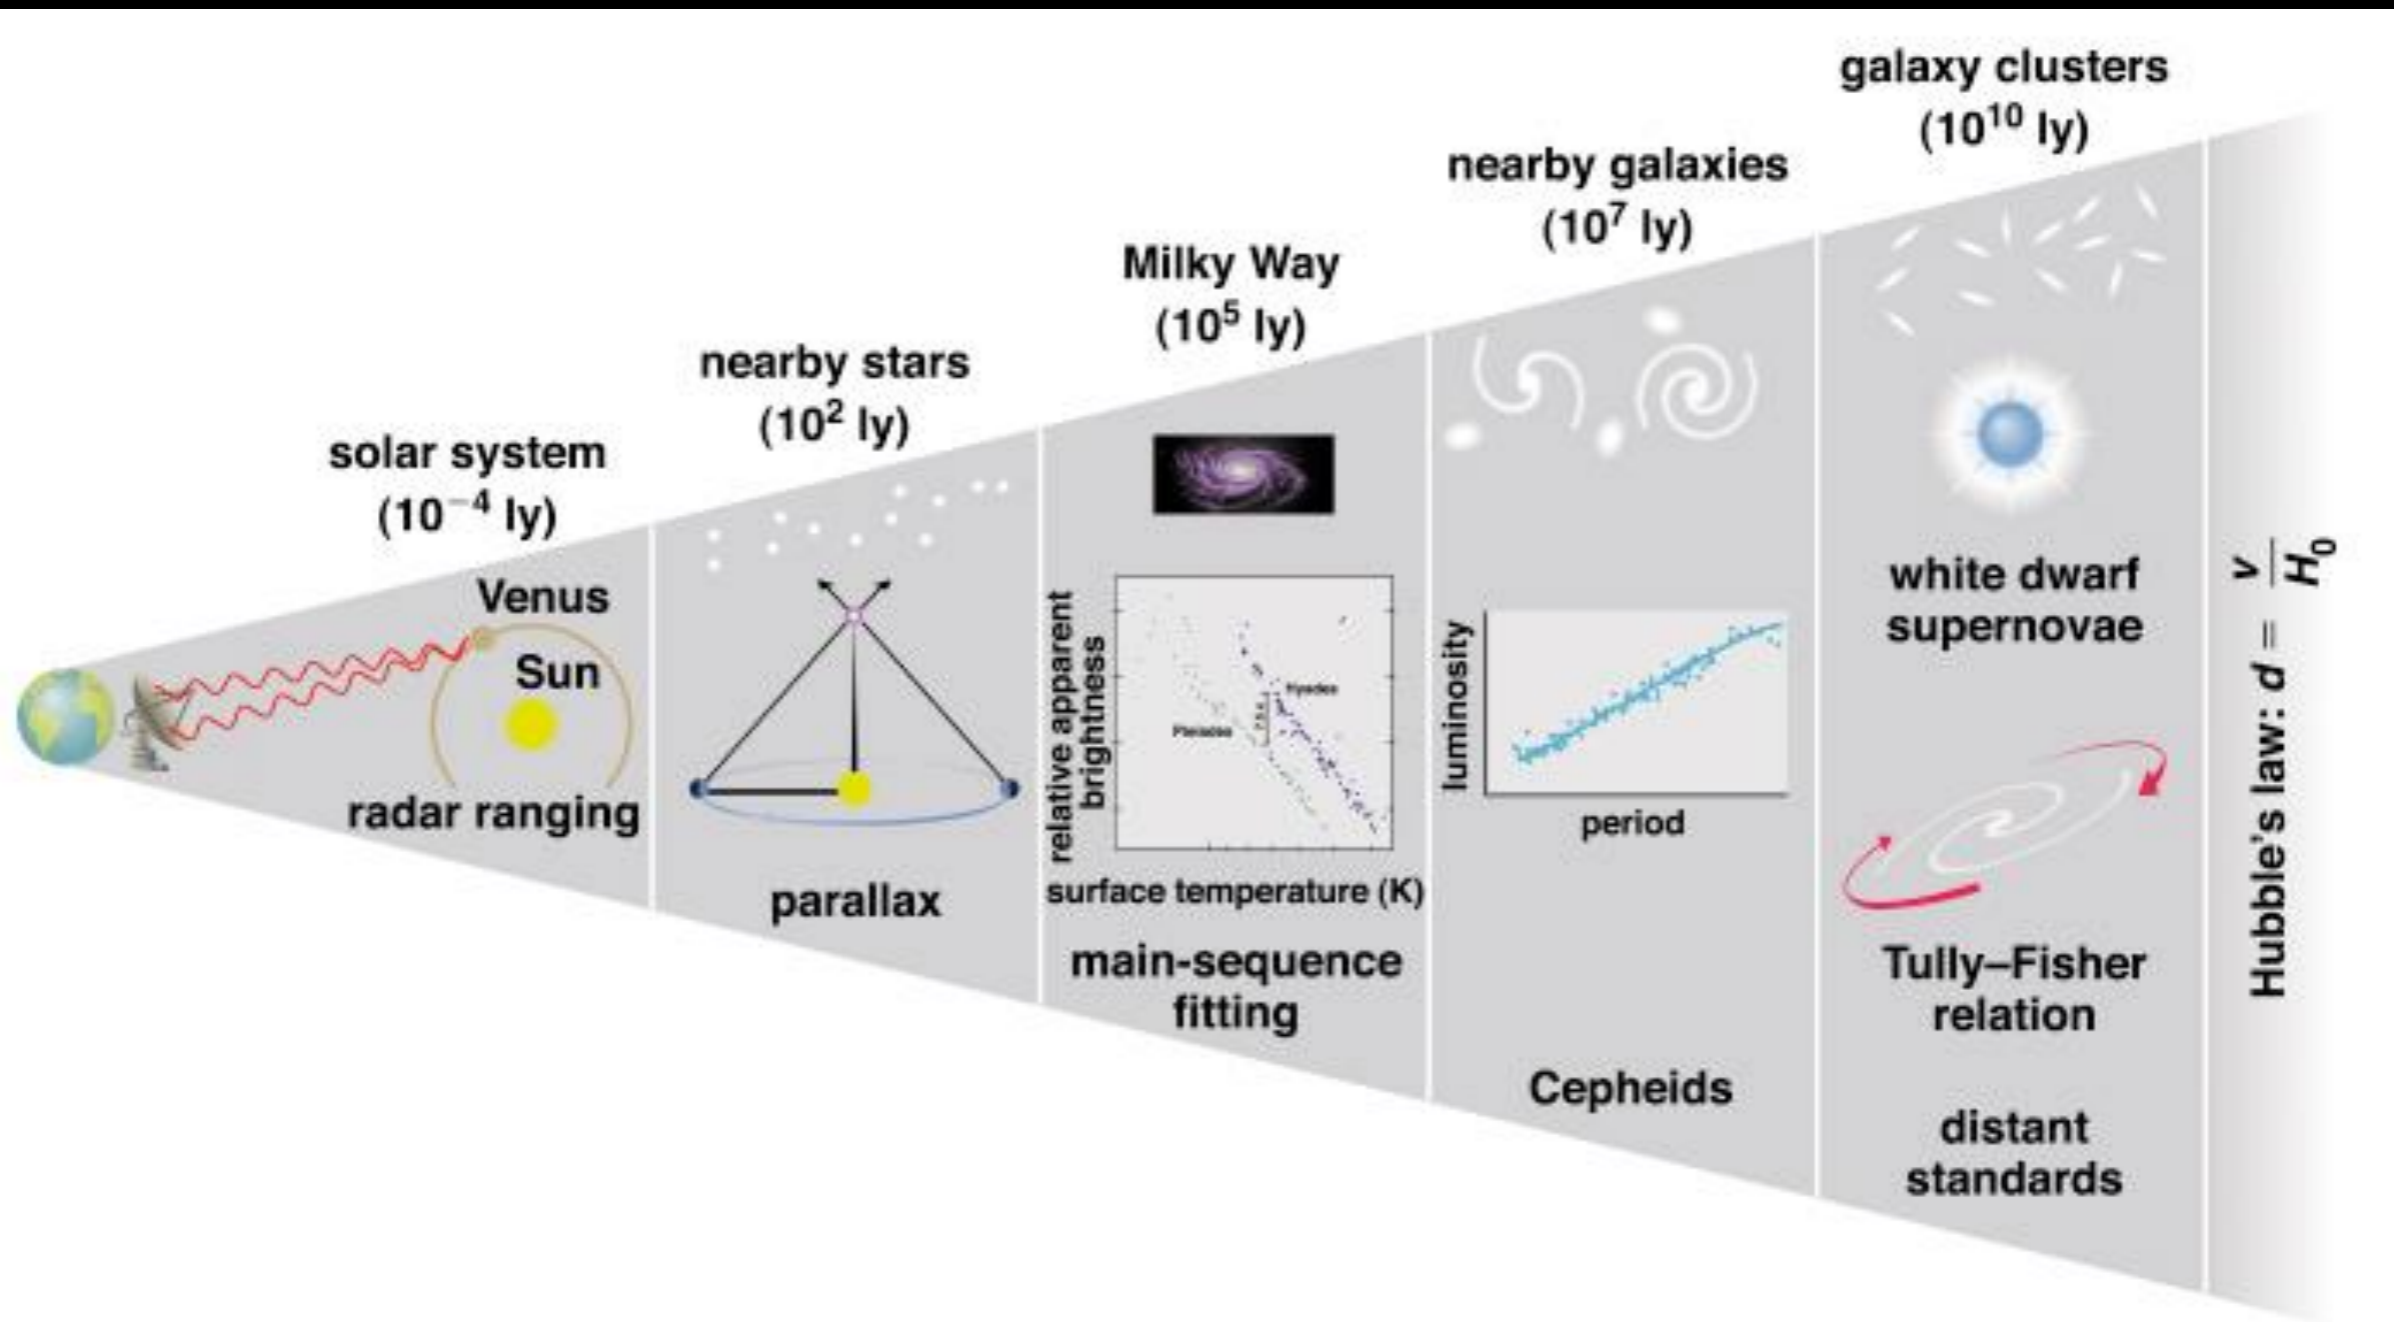 solar system
(10⁻⁴ ly)
Venus
Sun
radar ranging
nearby stars
(10² ly)
parallax
Milky Way
(10⁵ ly)
relative apparent
brightness
Hyades
Pleiades
surface temperature (K)
main-sequence
fitting
nearby galaxies
(10⁷ ly)
luminosity
period
Cepheids
galaxy clusters
(10¹⁰ ly)
white dwarf
supernovae
Tully–Fisher
relation
distant
standards
Hubble's law: d = v/H₀